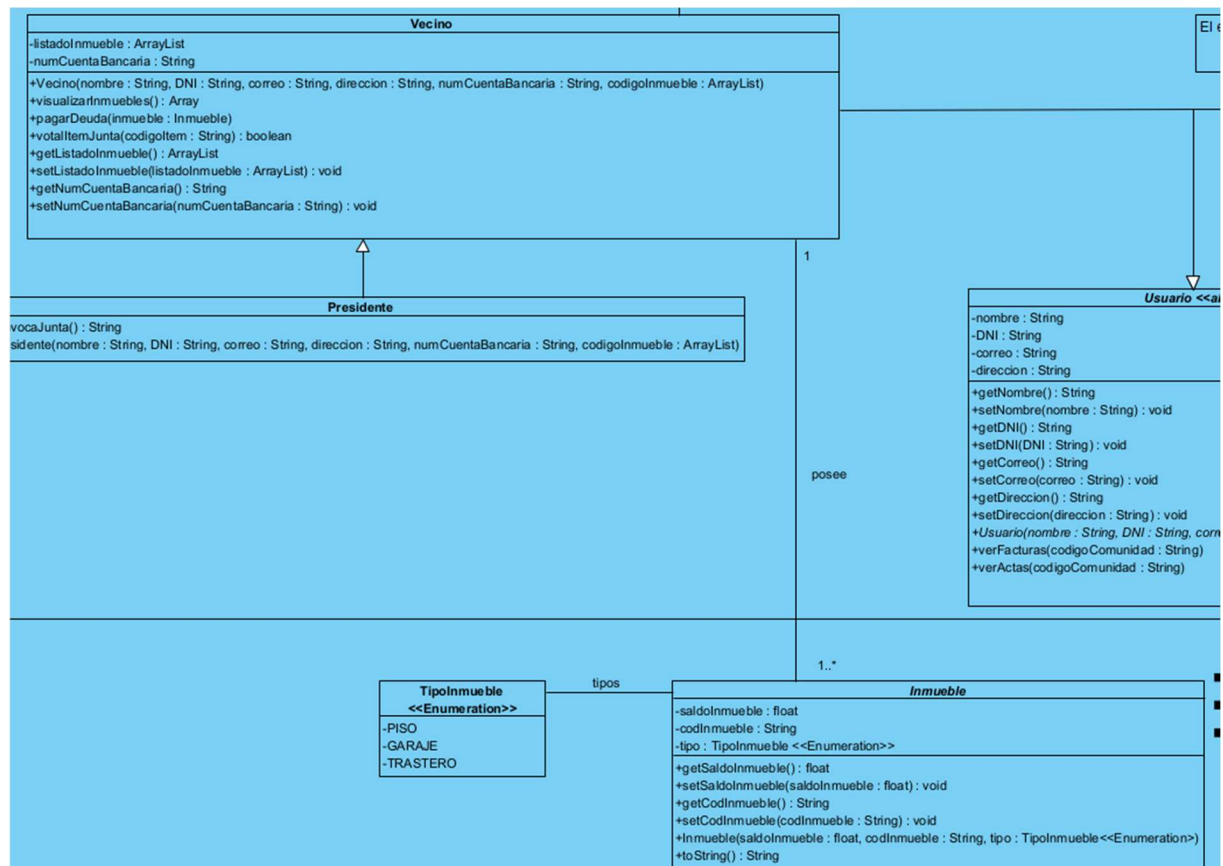 Vecino
-listadoInmueble : ArrayList
-numCuentaBancaria : String
+Vecino(nombre : String, DNI : String, correo : String, direccion : String, numCuentaBancaria : String, codigoInmueble : ArrayList)
+visualizarInmuebles() : Array
+pagarDeuda(inmueble : Inmueble)
+votalItemJunta(codigoItem : String) : boolean
+getListadoInmueble() : ArrayList
+setListadoInmueble(listadoInmueble : ArrayList) : void
+getNumCuentaBancaria() : String
+setNumCuentaBancaria(numCuentaBancaria : String) : void
El
1
Presidente
vocaJunta() : String
sidente(nombre : String, DNI : String, correo : String, direccion : String, numCuentaBancaria : String, codigoInmueble : ArrayList)
Usuario <<a
-nombre : String
-DNI : String
-correo : String
-direccion : String
+getNombre() : String
+setNombre(nombre : String) : void
+getDNI() : String
+setDNI(DNI : String) : void
+getCorreo() : String
+setCorreo(correo : String) : void
+getDireccion() : String
+setDireccion(direccion : String) : void
+Usuario(nombre : String, DNI : String, corr
+verFacturas(codigoComunidad : String)
+verActas(codigoComunidad : String)
posee
1..*
tipos
TipoInmueble
<<Enumeration>>
-PISO
-GARAJE
-TRASTERO
Inmueble
-saldoInmueble : float
-codInmueble : String
-tipo : TipoInmueble <<Enumeration>>
+getSaldoInmueble() : float
+setSaldoInmueble(saldoInmueble : float) : void
+getCodInmueble() : String
+setCodInmueble(codInmueble : String) : void
+Inmueble(saldoInmueble : float, codInmueble : String, tipo : TipoInmueble<<Enumeration>)
+toString() : String